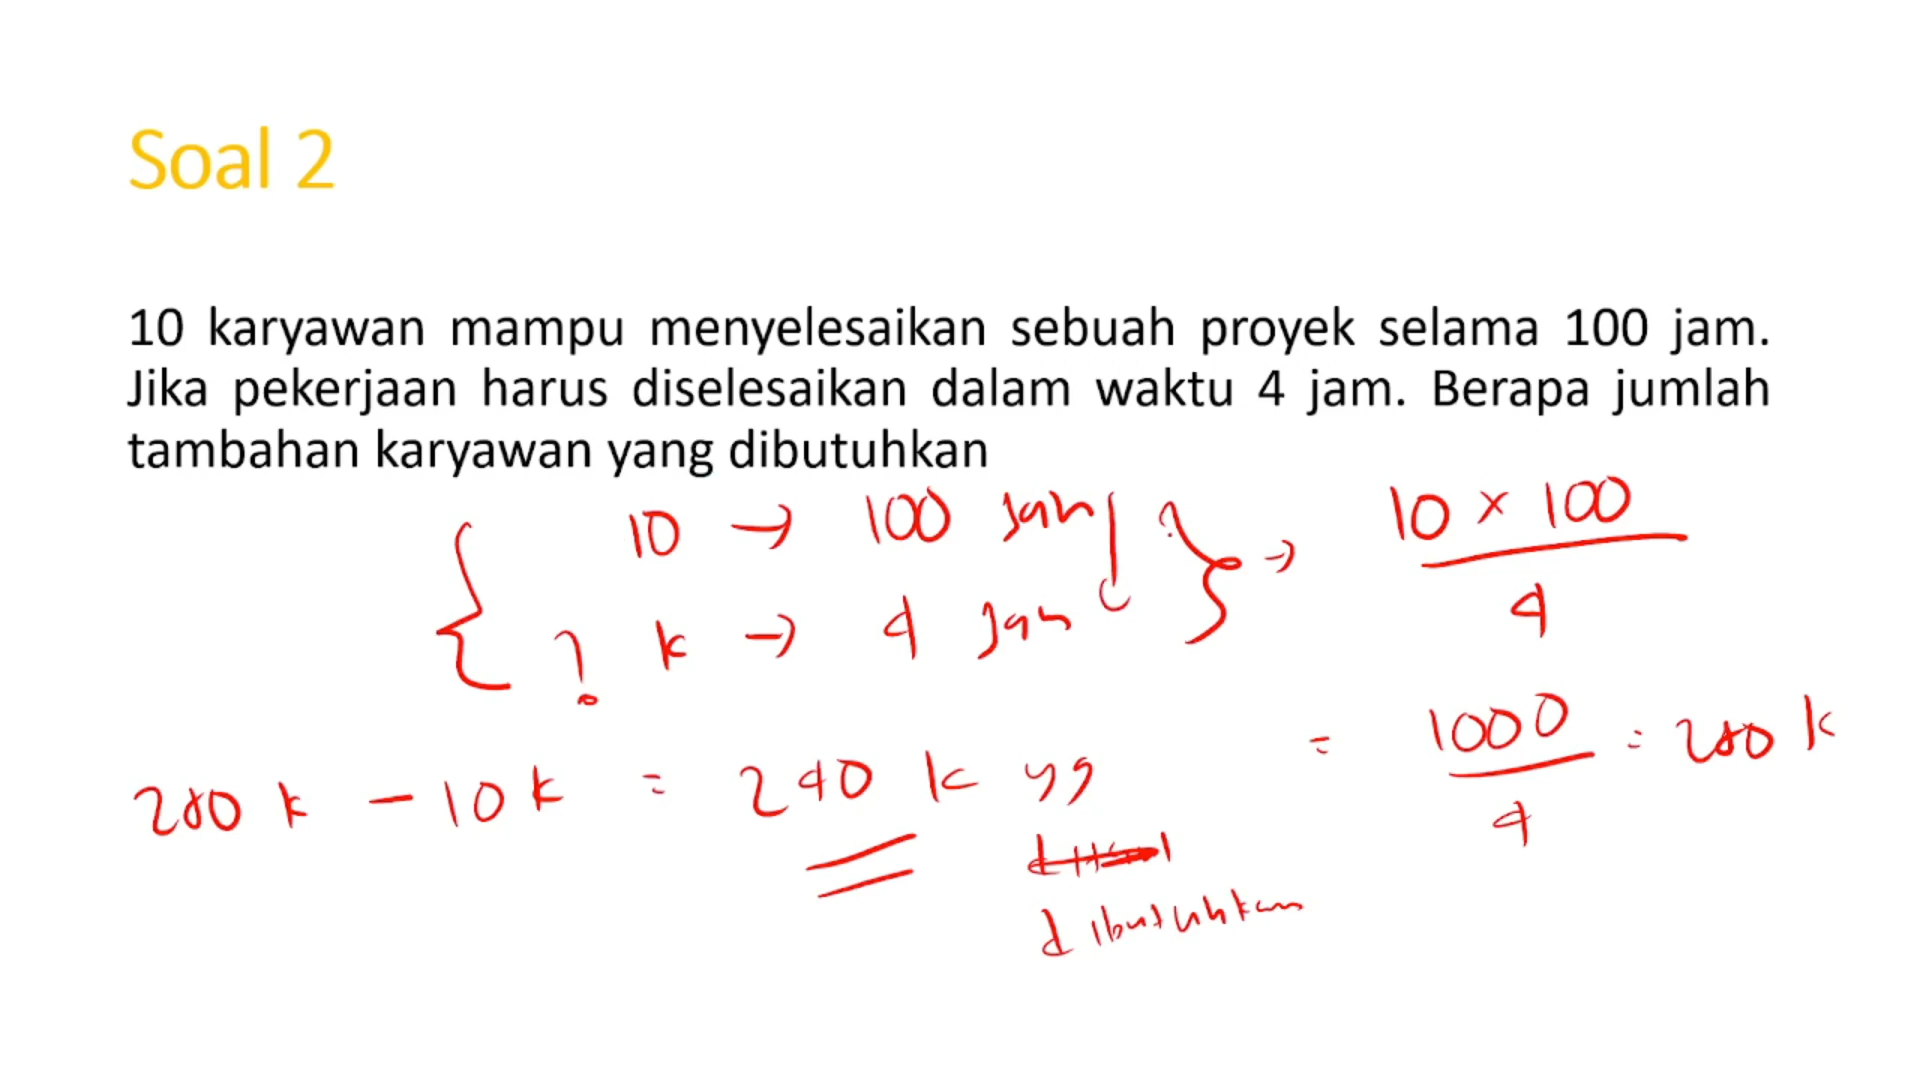 Soal 2
10 karyawan mampu menyelesaikan sebuah proyek selama 100 jam.
Jika pekerjaan harus diselesaikan dalam waktu 4 jam. Berapa jumlah
tambahan karyawan yang dibutuhkan
10 → 100 jam
? k → 4 jam
→ 10 × 100
4
= 1000 = 250 k
4
250 k - 10 k = 240 k yg
dibutuhkan